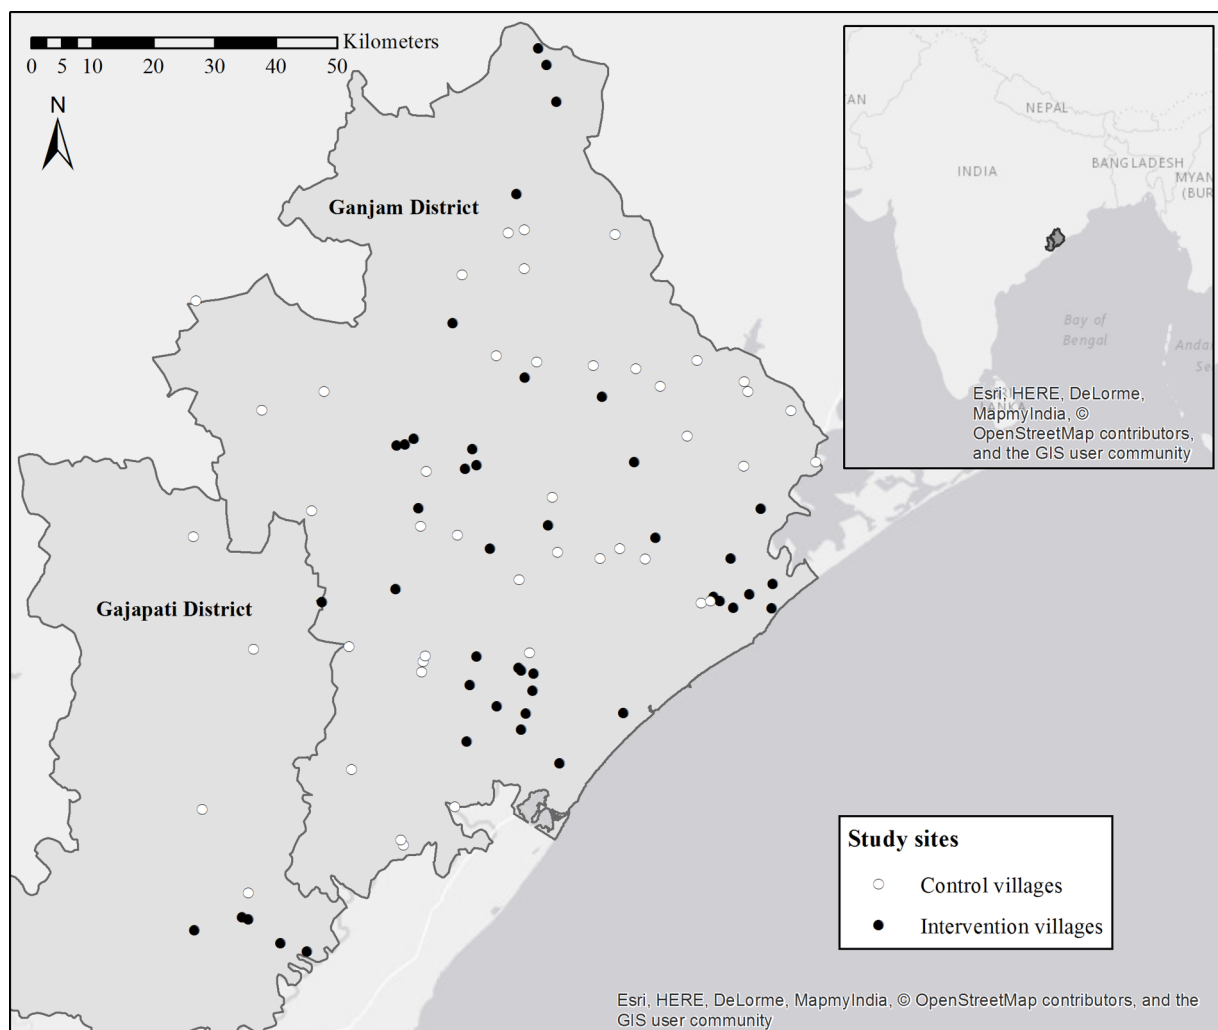 Kilometers
0 5 10 20 30 40 50
N
Ganjam District
Gajapati District
AN
NEPAL
INDIA
BANGLADESH
MYAN
(BUR
Bay of
Bengal
Anda
Se
LANKA
Esri, HERE, DeLorme,
MapmyIndia, ©
OpenStreetMap contributors,
and the GIS user community
Study sites
Control villages
Intervention villages
Esri, HERE, DeLorme, MapmyIndia, © OpenStreetMap contributors, and the
GIS user community